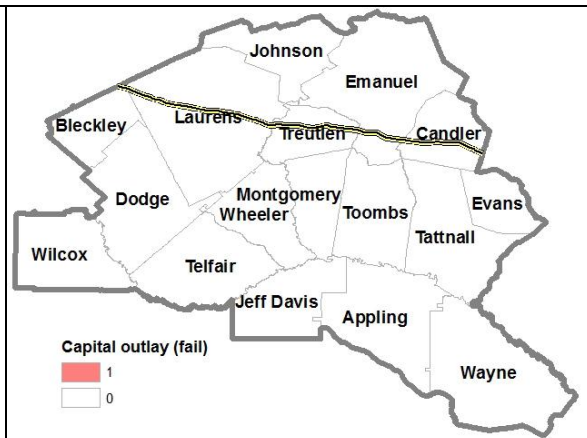 Johnson
Emanuel
Bleckley
Laurens
Treutlen
Candler
Dodge
Montgomery
Wheeler
Toombs
Evans
Tattnall
Wilcox
Telfair
Jeff Davis
Appling
Wayne
Capital outlay (fail)
1
0